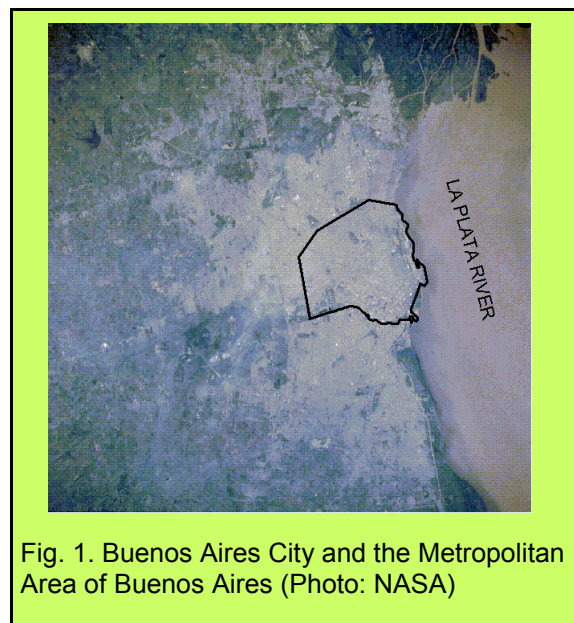 LA PLATA RIVER
Fig. 1. Buenos Aires City and the Metropolitan
Area of Buenos Aires (Photo: NASA)